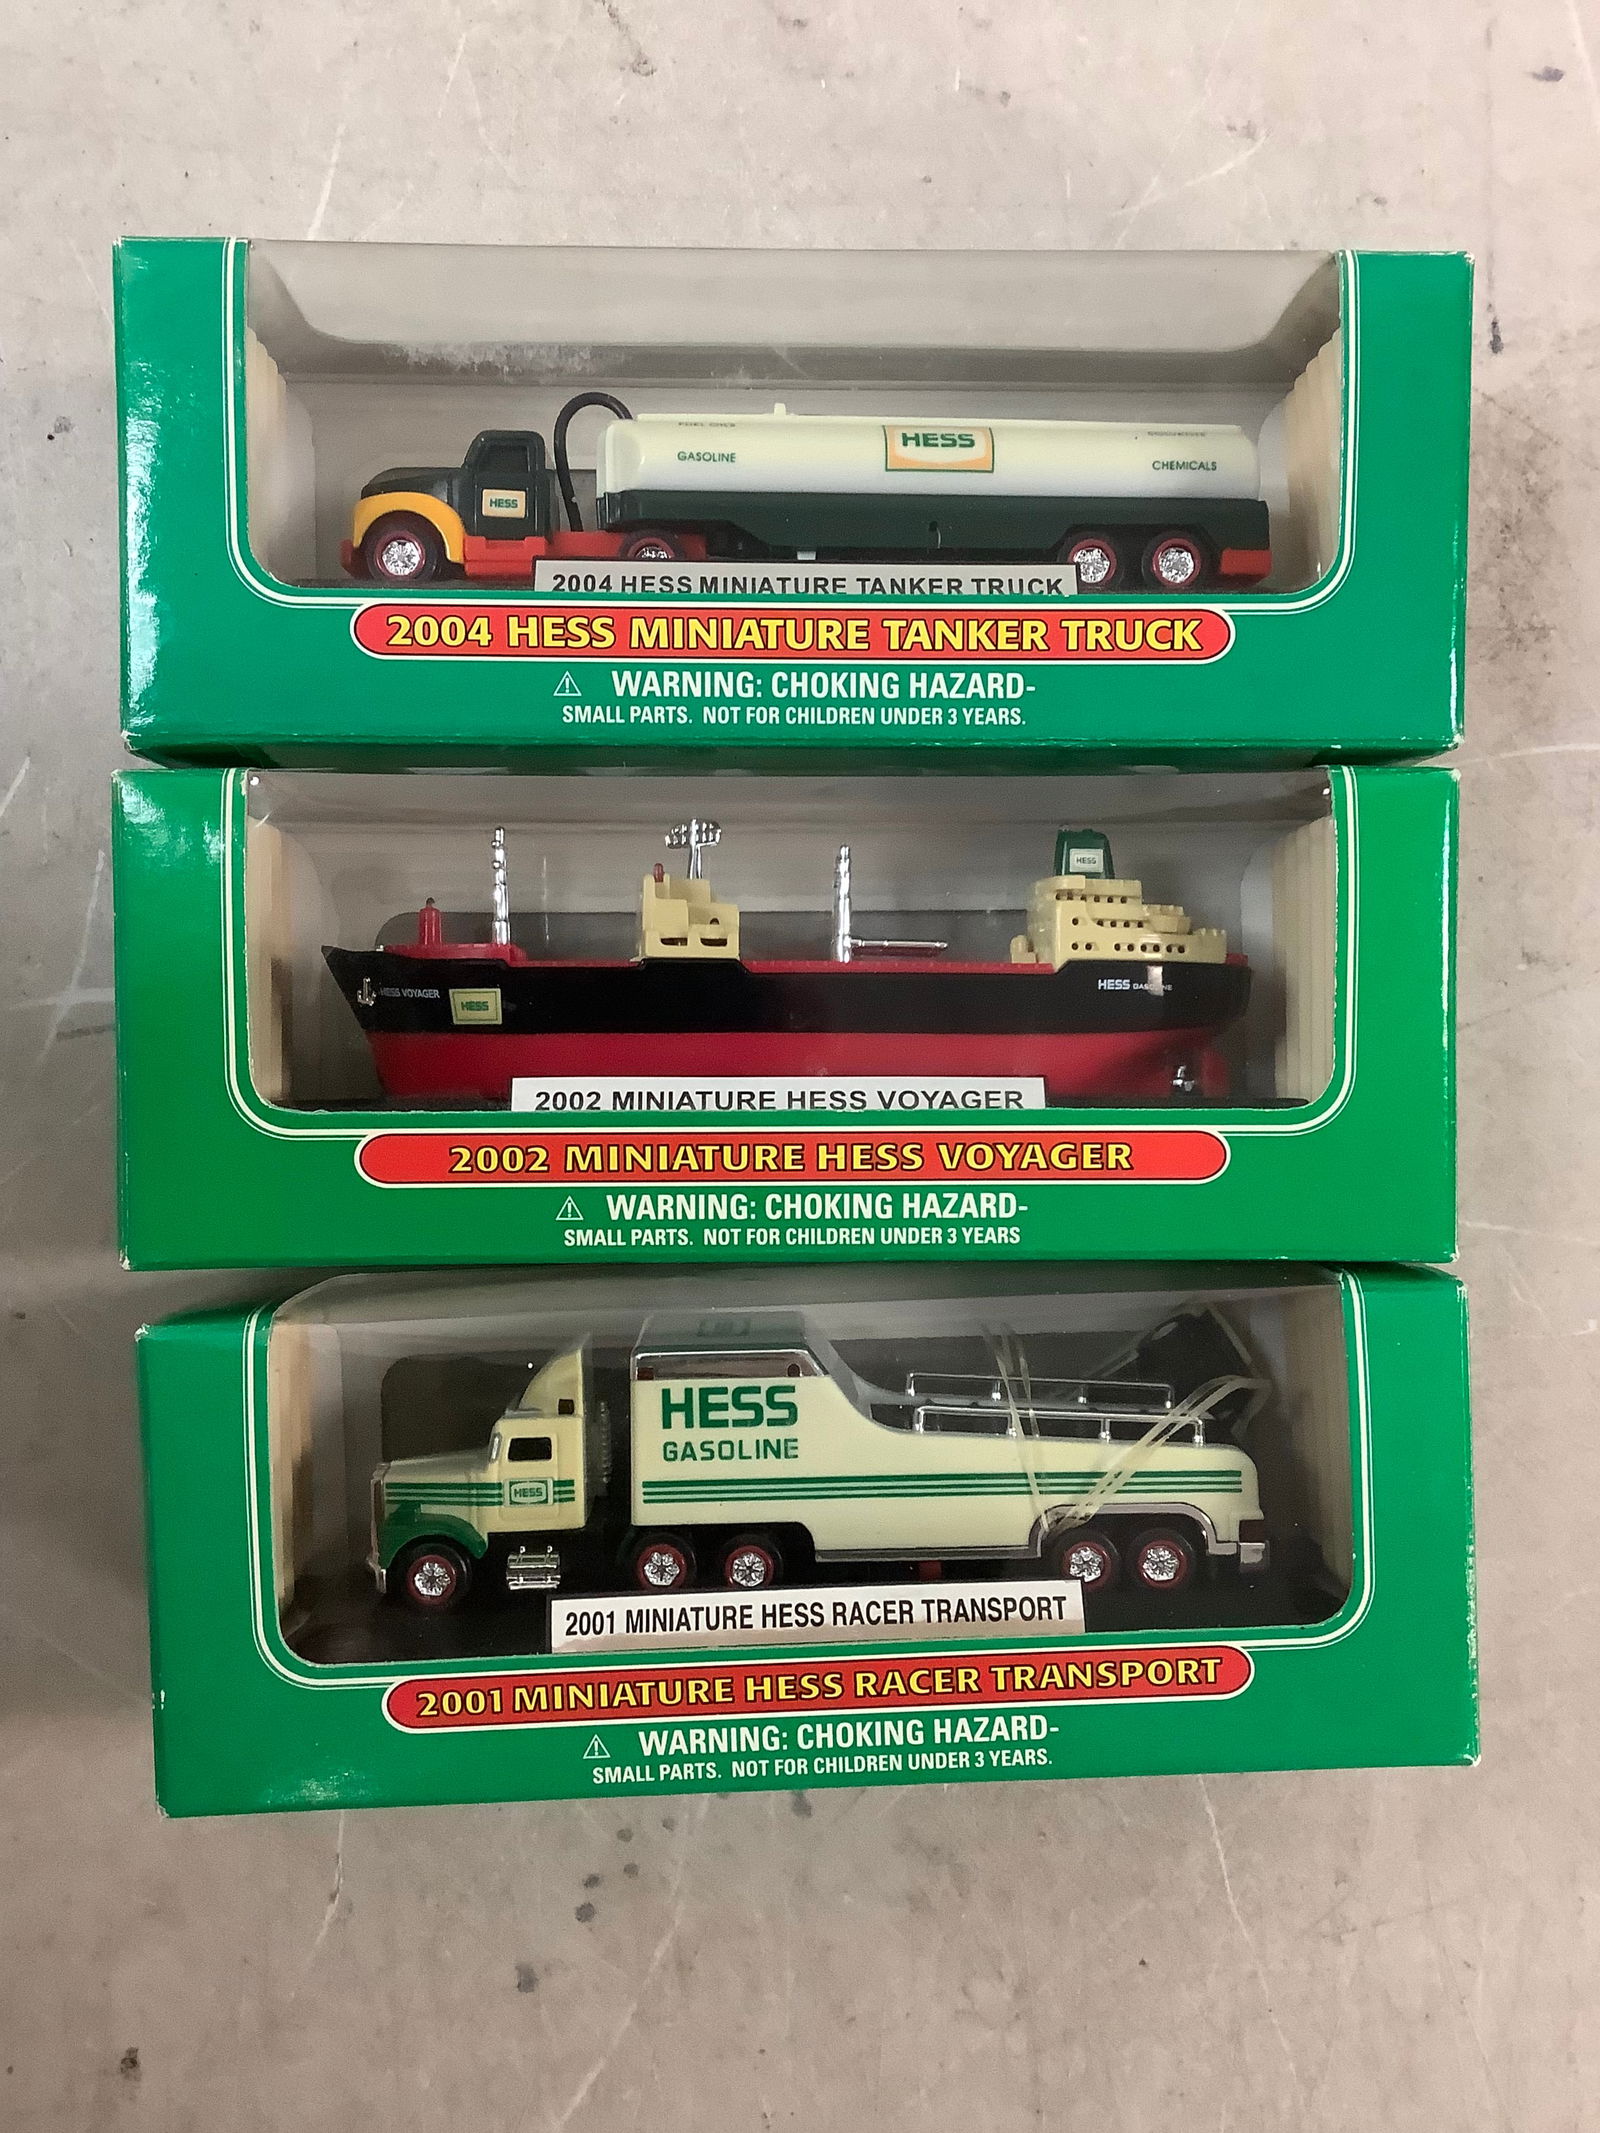 FUEL OILS
GASOLINE
HESS
CHEMICALS
HESS
2004 HESS MINIATURE TANKER TRUCK
2004 HESS MINIATURE TANKER TRUCK
WARNING: CHOKING HAZARD-
SMALL PARTS. NOT FOR CHILDREN UNDER 3 YEARS.
HESS
HESS VOYAGER
HESS
HESS GASOLINE
2002 MINIATURE HESS VOYAGER
2002 MINIATURE HESS VOYAGER
WARNING: CHOKING HAZARD-
SMALL PARTS. NOT FOR CHILDREN UNDER 3 YEARS
HESS
GASOLINE
HESS
2001 MINIATURE HESS RACER TRANSPORT
2001 MINIATURE HESS RACER TRANSPORT
WARNING: CHOKING HAZARD-
SMALL PARTS. NOT FOR CHILDREN UNDER 3 YEARS.